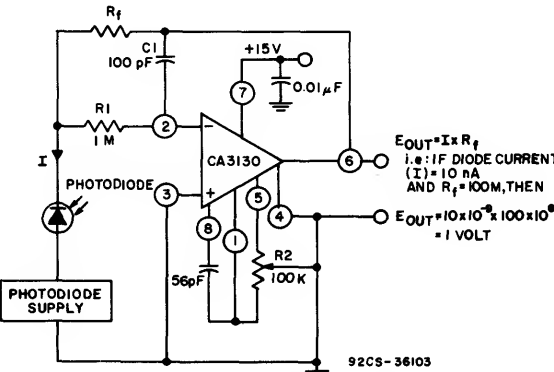 Rf
C1
100 pF
+15V
0.01µF
7
R1
1 M
2
−
CA3130
6
EOUT=IxRf
i.e:IF DIODE CURRENT
(I)=10 nA
AND Rf=100M,THEN
I
PHOTODIODE
3
+
5
4
EOUT=10x10⁻⁹x100x10⁶
=1 VOLT
8
1
R2
100K
56pF
PHOTODIODE
SUPPLY
92CS-36103